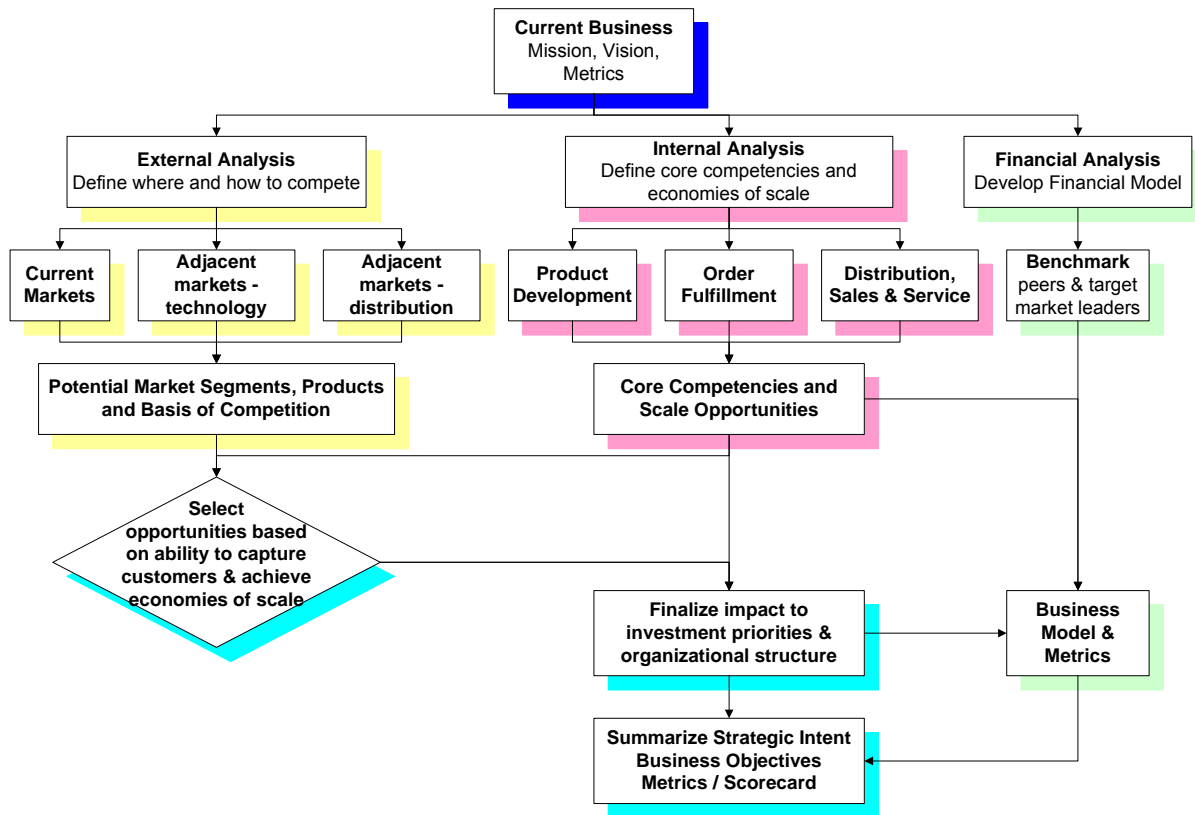 Current Business
Mission, Vision,
Metrics
External Analysis
Define where and how to compete
Internal Analysis
Define core competencies and
economies of scale
Financial Analysis
Develop Financial Model
Current
Markets
Adjacent
markets -
technology
Adjacent
markets -
distribution
Product
Development
Order
Fulfillment
Distribution,
Sales & Service
Benchmark
peers & target
market leaders
Potential Market Segments, Products
and Basis of Competition
Core Competencies and
Scale Opportunities
Select
opportunities based
on ability to capture
customers & achieve
economies of scale
Finalize impact to
investment priorities &
organizational structure
Business
Model &
Metrics
Summarize Strategic Intent
Business Objectives
Metrics / Scorecard